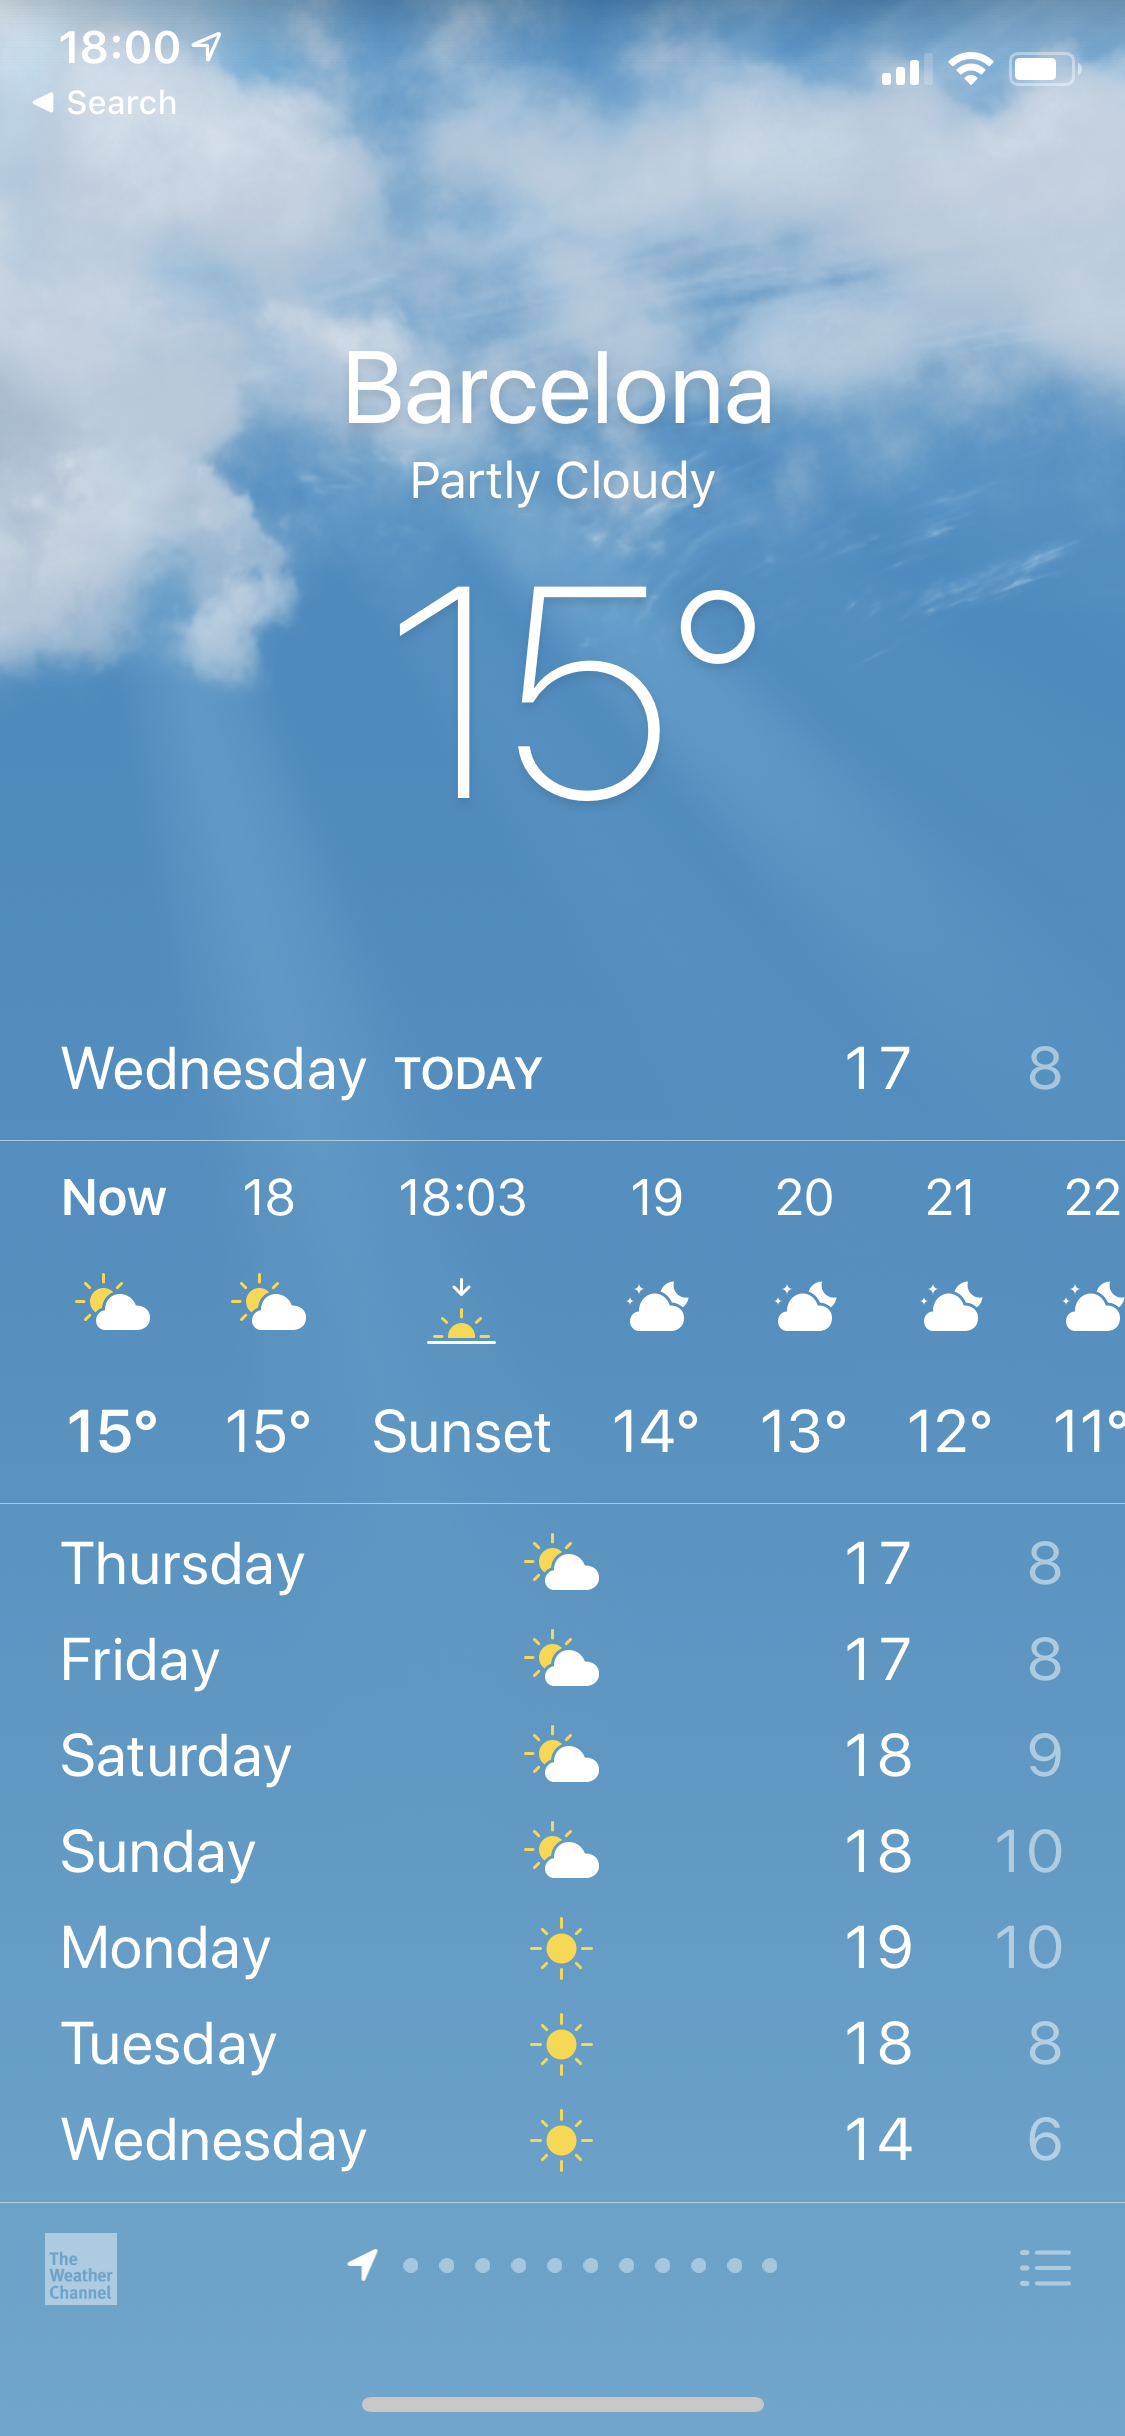 18:00
Search
Barcelona
Partly Cloudy
15°
Wednesday TODAY 17 8
Now 18 18:03 19 20 21 22
15° 15° Sunset 14° 13° 12° 11°
Thursday 17 8
Friday 17 8
Saturday 18 9
Sunday 18 10
Monday 19 10
Tuesday 18 8
Wednesday 14 6
The
Weather
Channel